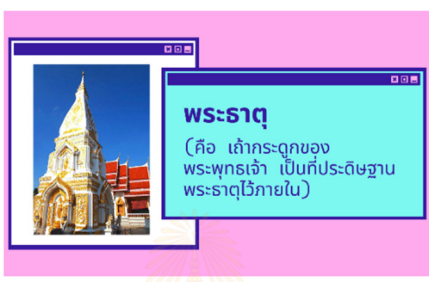 พระธาตุ
(คือ เถ้ากระดูกของ
พระพุทธเจ้า เป็นที่ประดิษฐาน
พระธาตุไว้ภายใน)